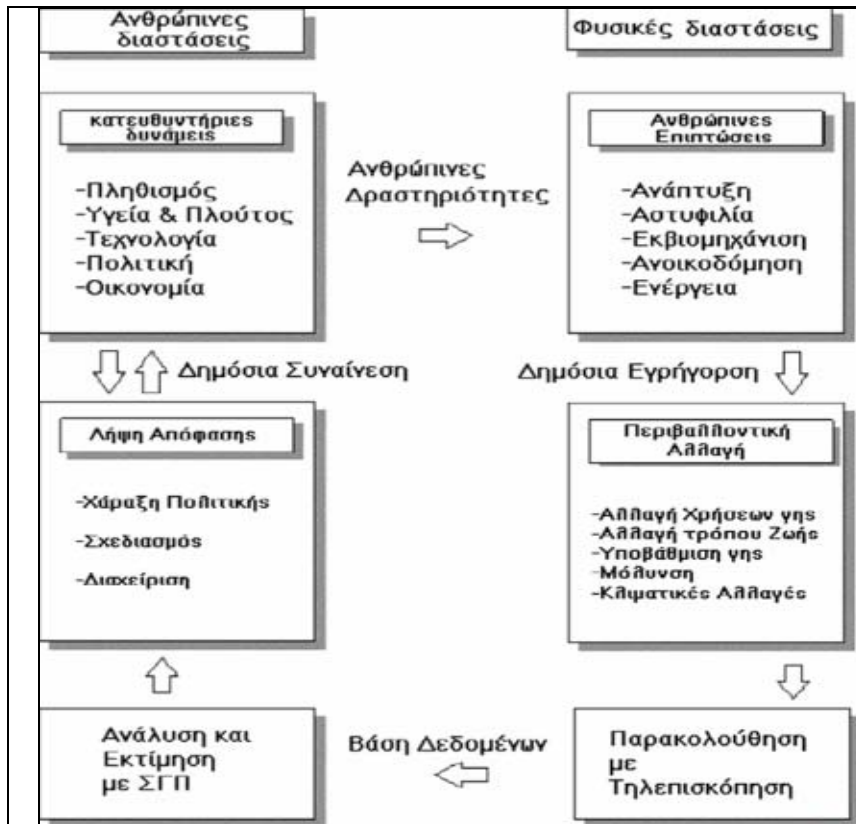 Ανθρώπινες
διαστάσεις
Φυσικές διαστάσεις
κατευθυντήριες
δυνάμεις
-Πληθισμός
-Υγεία & Πλούτος
-Τεχνολογία
-Πολιτική
-Οικονομία
Ανθρώπινες
Δραστηριότητες
Ανθρώπινες
Επιπτώσεις
-Ανάπτυξη
-Αστυφιλία
-Εκβιομηχάνιση
-Ανοικοδόμηση
-Ενέργεια
Δημόσια Συναίνεση
Δημόσια Εγρήγορση
Λήψη Απόφασης
-Χάραξη Πολιτικής
-Σχεδιασμός
-Διαχείριση
Περιβαλλοντική
Αλλαγή
-Αλλαγή Χρήσεων γης
-Αλλαγή τρόπου Ζωής
-Υποβάθμιση γης
-Μόλυνση
-Κλιματικές Αλλαγές
Ανάλυση και
Εκτίμηση
με ΣΓΠ
Βάση Δεδομένων
Παρακολούθηση
με
Τηλεπισκόπηση